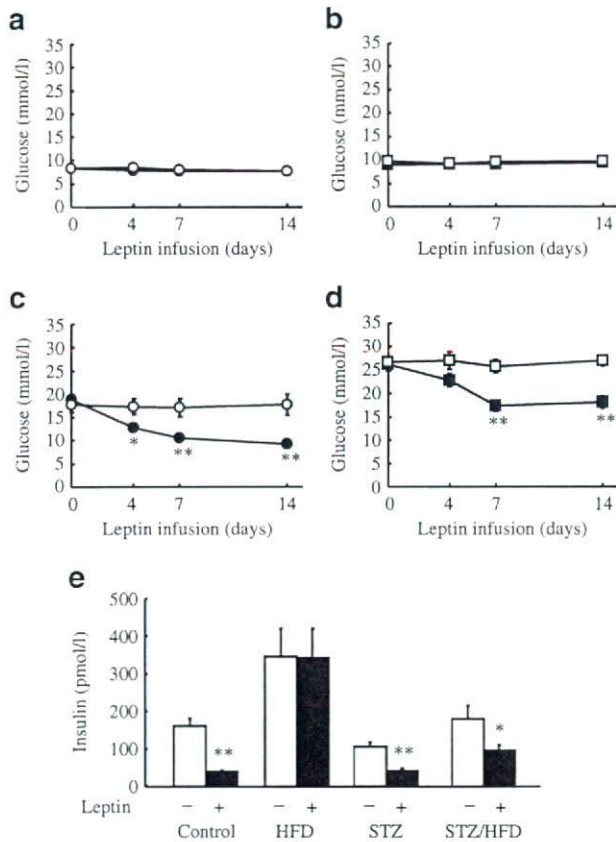 a
b
35
30
25
20
15
10
5
0
Glucose (mmol/l)
0 4 7 14
Leptin infusion (days)
35
30
25
20
15
10
5
0
Glucose (mmol/l)
0 4 7 14
Leptin infusion (days)
c
d
35
30
25
20
15
10
5
0
Glucose (mmol/l)
*
**
**
0 4 7 14
Leptin infusion (days)
35
30
25
20
15
10
5
0
Glucose (mmol/l)
**
**
0 4 7 14
Leptin infusion (days)
e
500
400
300
200
100
0
Insulin (pmol/l)
**
**
*
Leptin − + − + − + − +
Control HFD STZ STZ/HFD